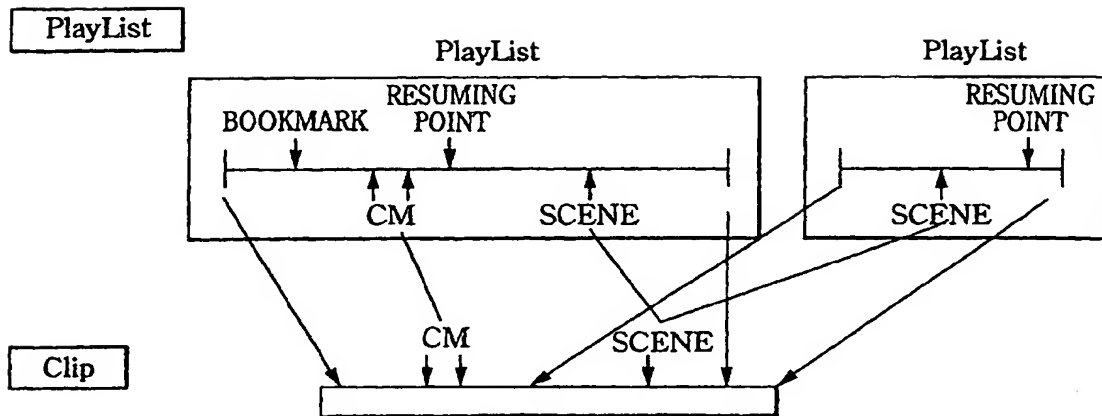 PlayList
PlayList
PlayList
RESUMING
POINT
BOOKMARK
RESUMING
POINT
CM
SCENE
SCENE
CM
SCENE
Clip